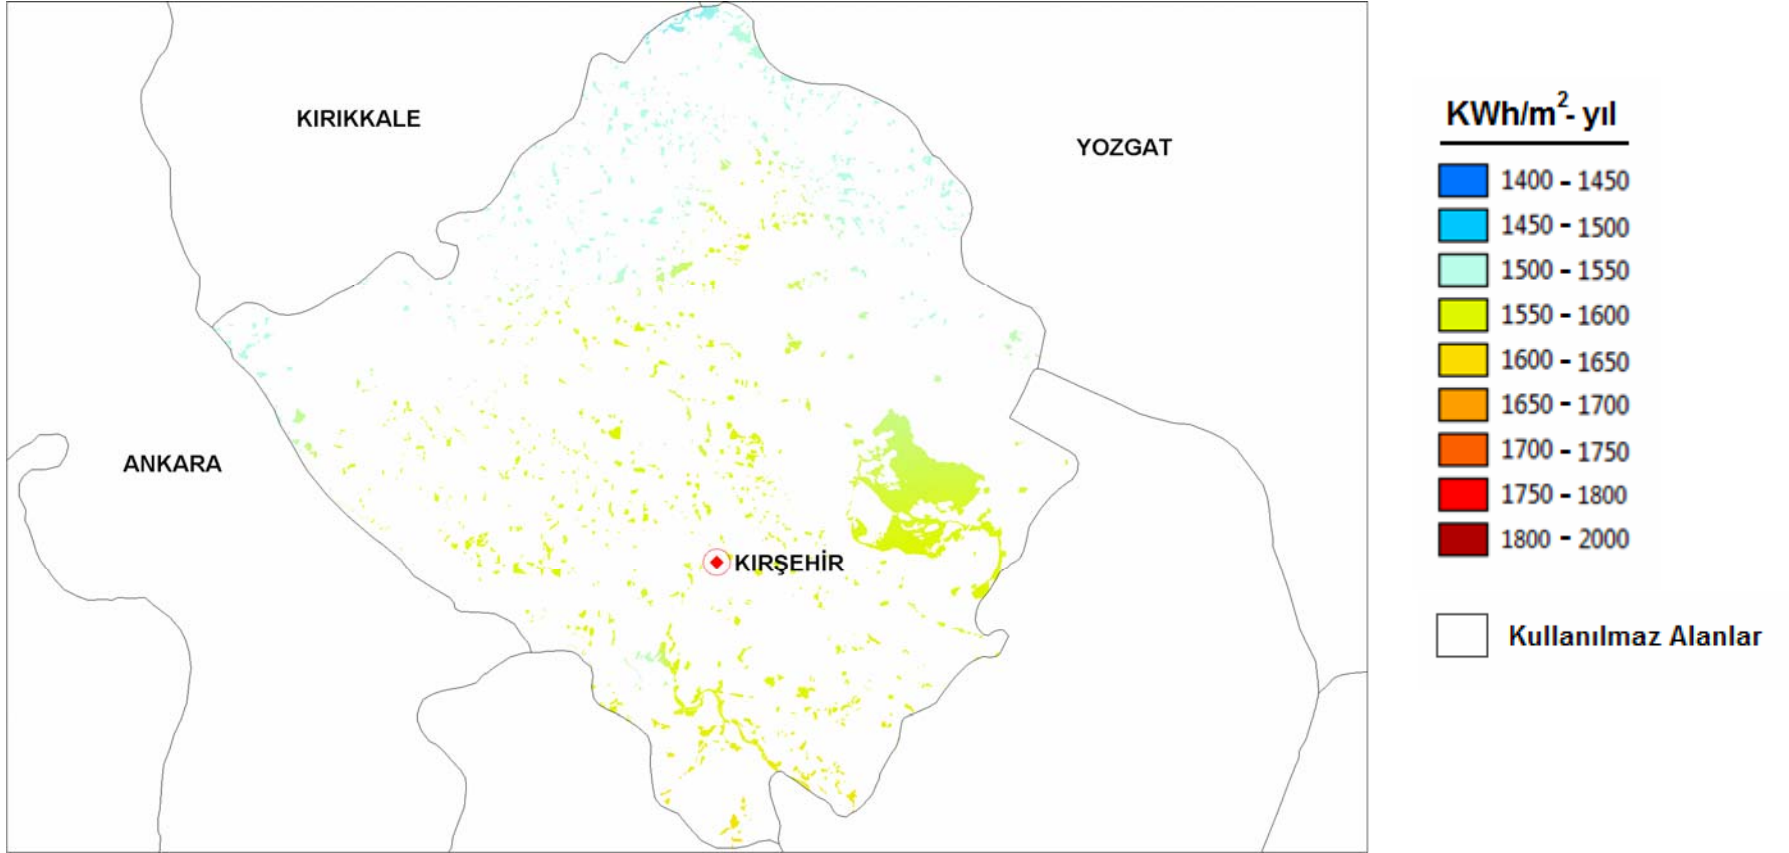 KIRIKKALE
YOZGAT
ANKARA
KIRŞEHİR
KWh/m²- yıl
1400 - 1450
1450 - 1500
1500 - 1550
1550 - 1600
1600 - 1650
1650 - 1700
1700 - 1750
1750 - 1800
1800 - 2000
Kullanılmaz Alanlar